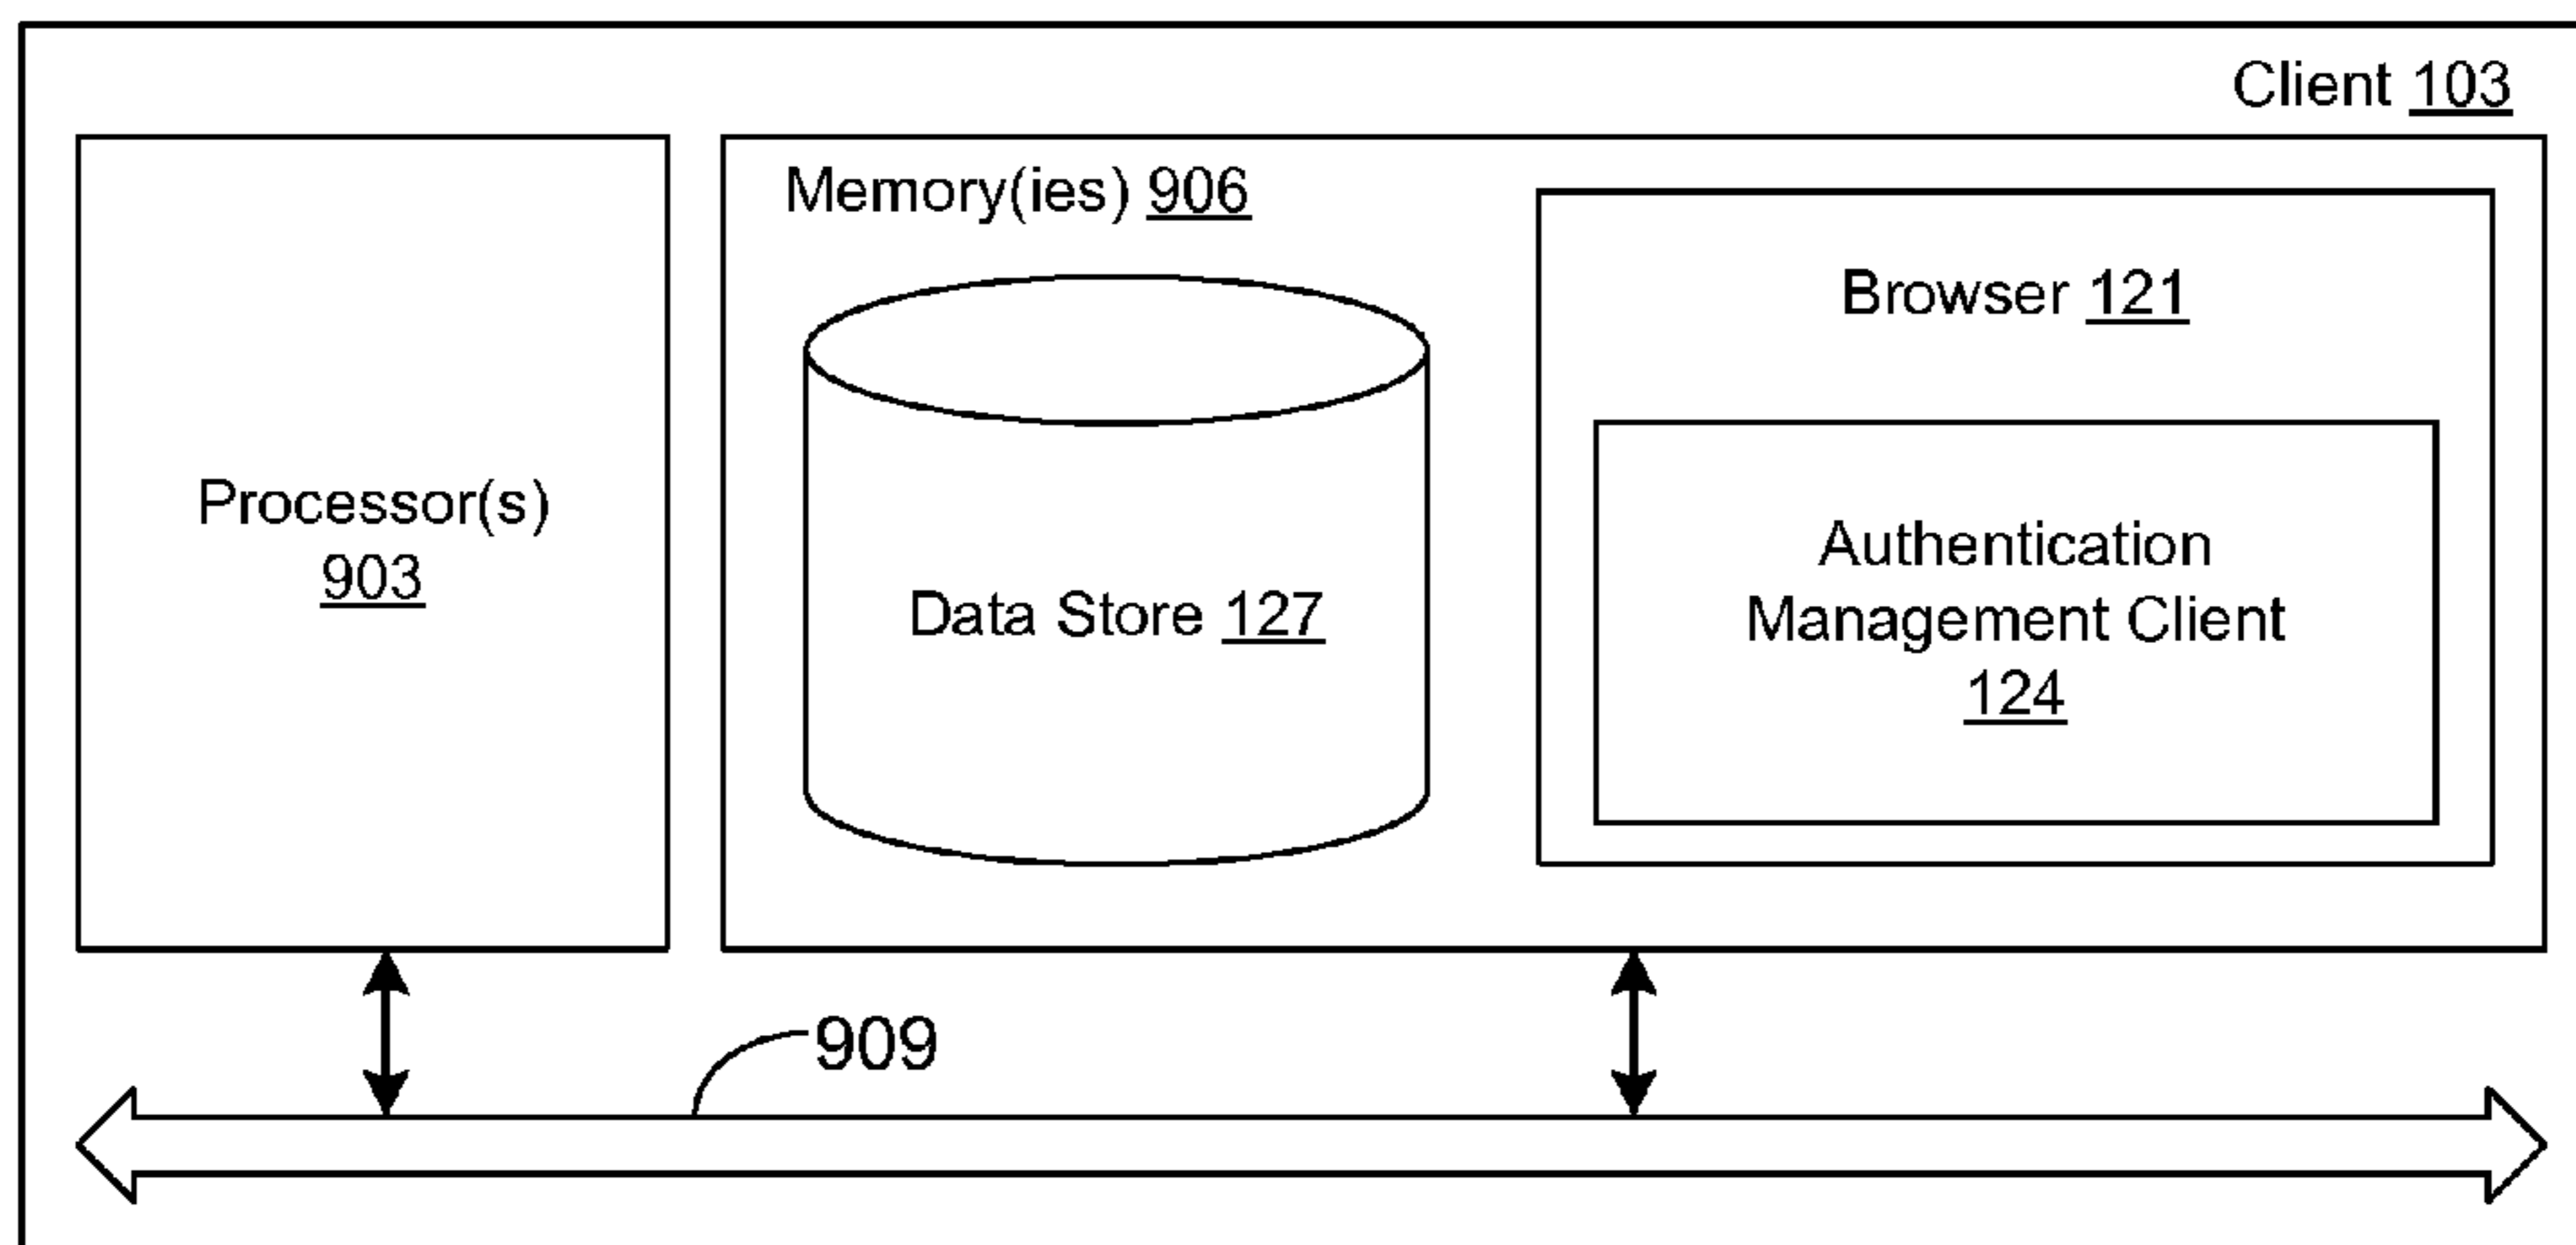 Client 103
Memory(ies) 906
Browser 121
Processor(s)
903
Data Store 127
Authentication
Management Client
124
909